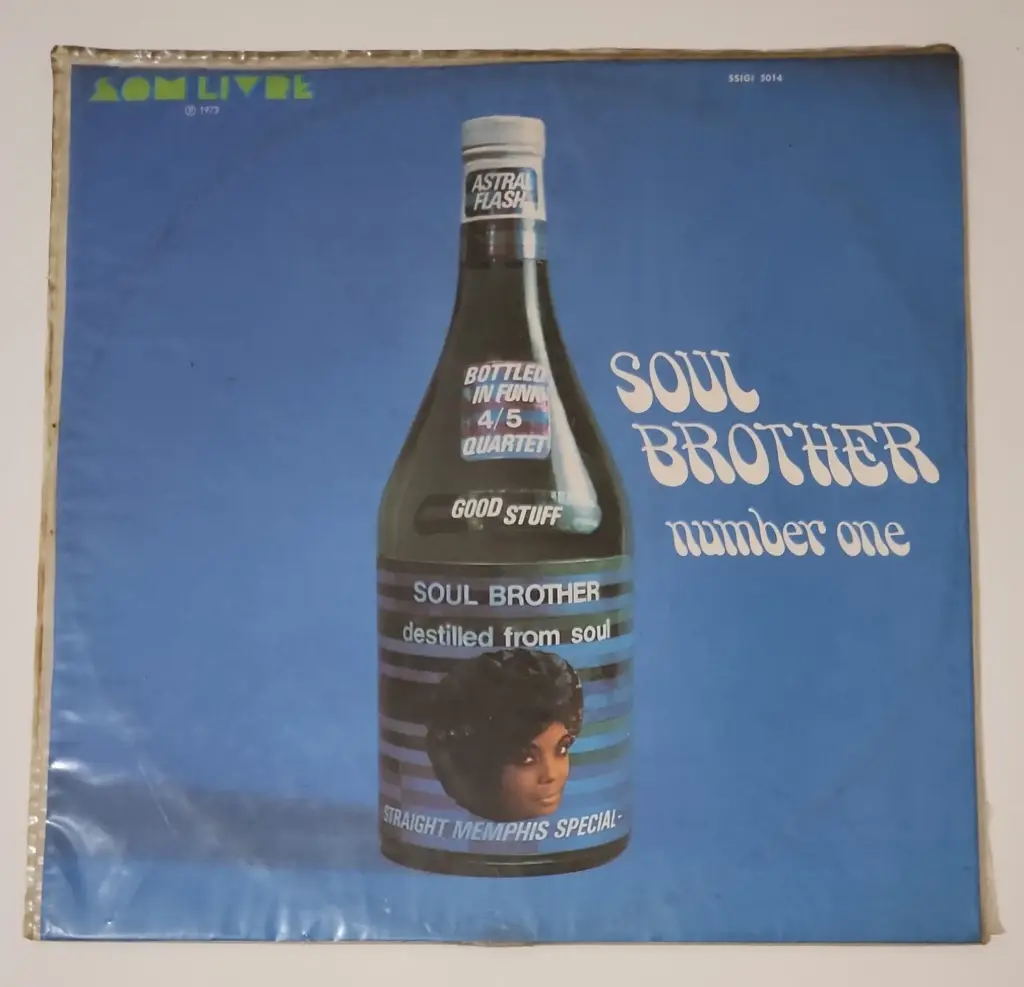 SOM LIVRE
℗ 1973
SSIGI 5014
ASTRAL
FLASH
BOTTLED
IN FUNK
4/5
QUARTET
GOOD STUFF
SOUL BROTHER
destilled from soul
STRAIGHT MEMPHIS SPECIAL-
SOUL
BROTHER
number one